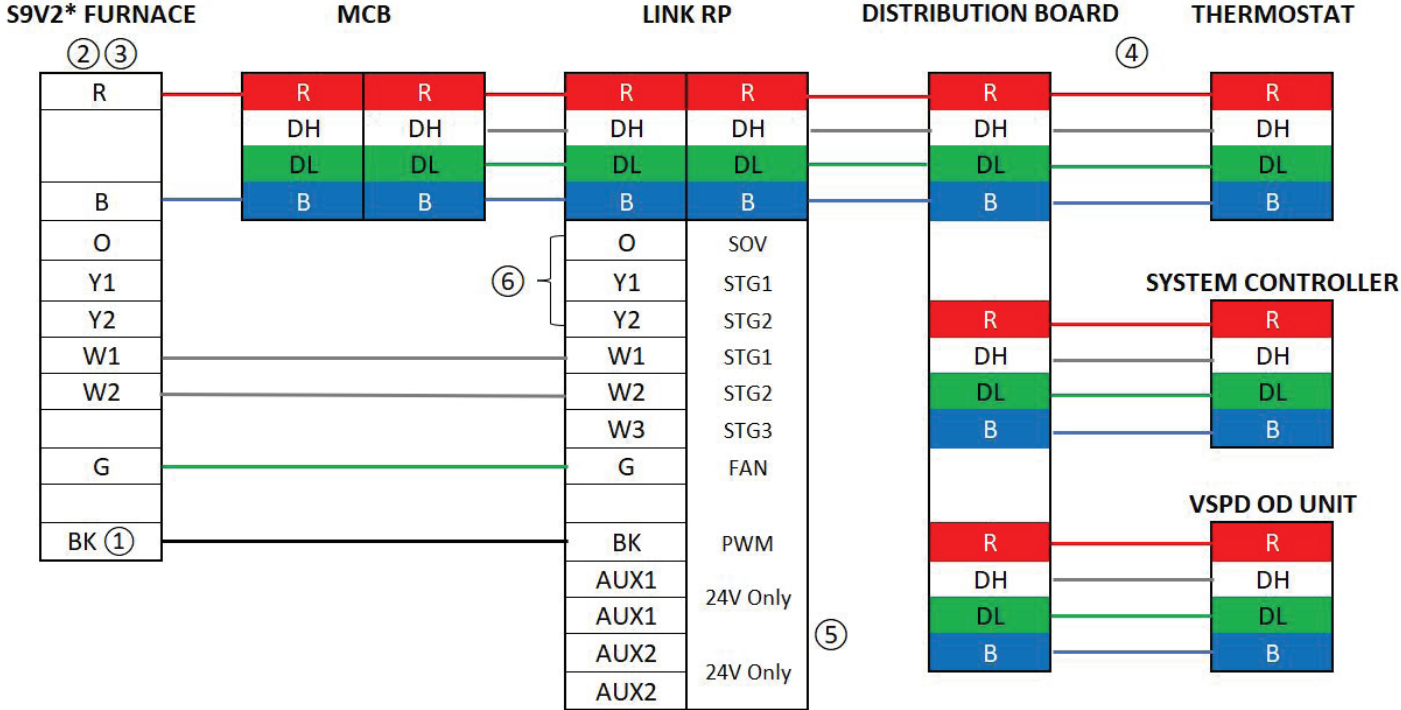 S9V2* FURNACE MCB LINK RP DISTRIBUTION BOARD THERMOSTAT
② ③ ④
R R R R R R R
DH DH DH DH DH DH
DL DL DL DL DL DL
B B B B B B B
O O SOV
Y1 ⑥ Y1 STG1 SYSTEM CONTROLLER
Y2 Y2 STG2 R R
W1 W1 STG1 DH DH
W2 W2 STG2 DL DL
W3 STG3 B B
G G FAN
VSPD OD UNIT
BK ① BK PWM R R
AUX1 24V Only DH DH
AUX1 DL DL
⑤
AUX2 24V Only B B
AUX2